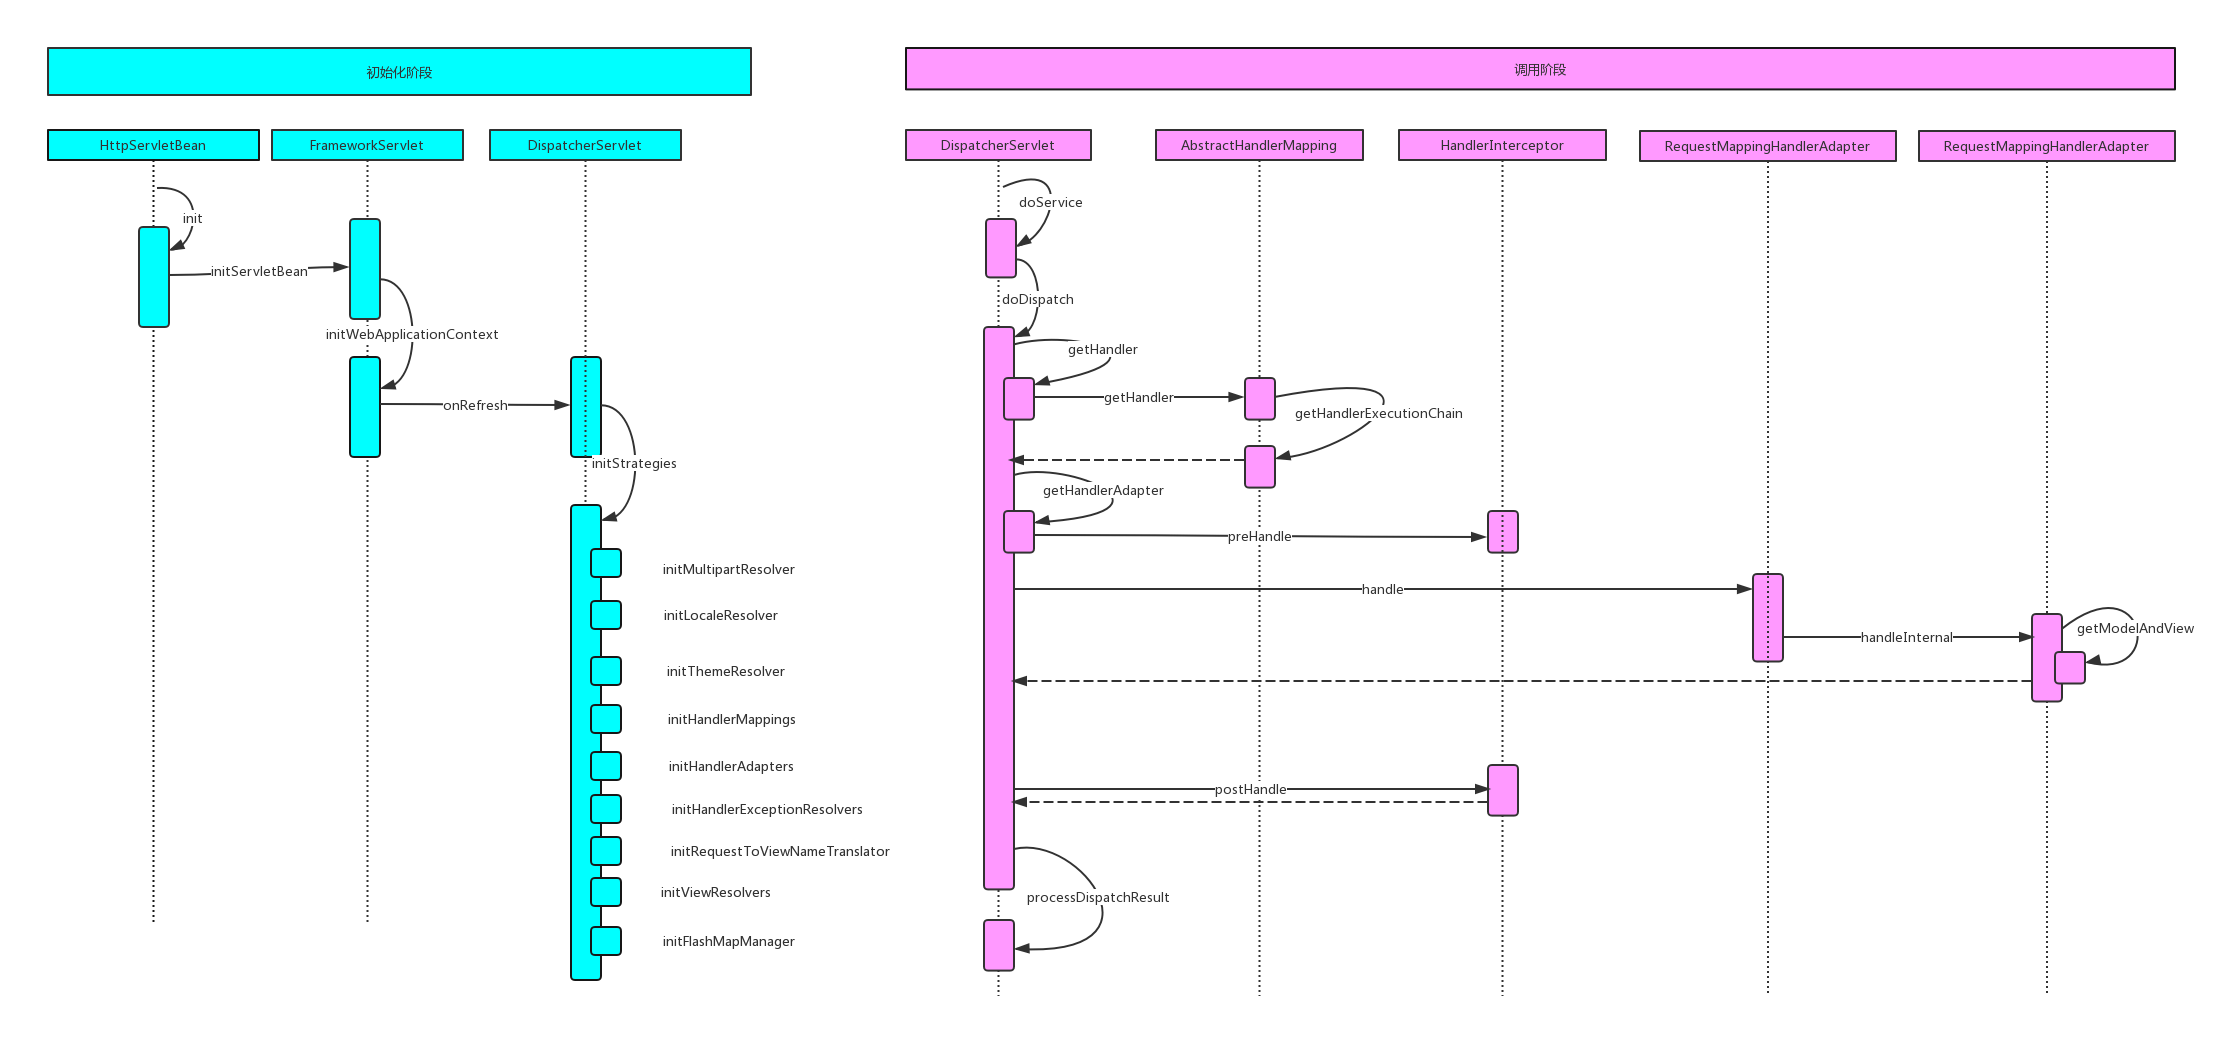 初始化阶段
调用阶段
HttpServletBean
FrameworkServlet
DispatcherServlet
DispatcherServlet
AbstractHandlerMapping
HandlerInterceptor
RequestMappingHandlerAdapter
RequestMappingHandlerAdapter
init
initServletBean
initWebApplicationContext
onRefresh
initStrategies
initMultipartResolver
initLocaleResolver
initThemeResolver
initHandlerMappings
initHandlerAdapters
initHandlerExceptionResolvers
initRequestToViewNameTranslator
initViewResolvers
initFlashMapManager
doService
doDispatch
getHandler
getHandler
getHandlerExecutionChain
getHandlerAdapter
preHandle
handle
handleInternal
getModelAndView
postHandle
processDispatchResult